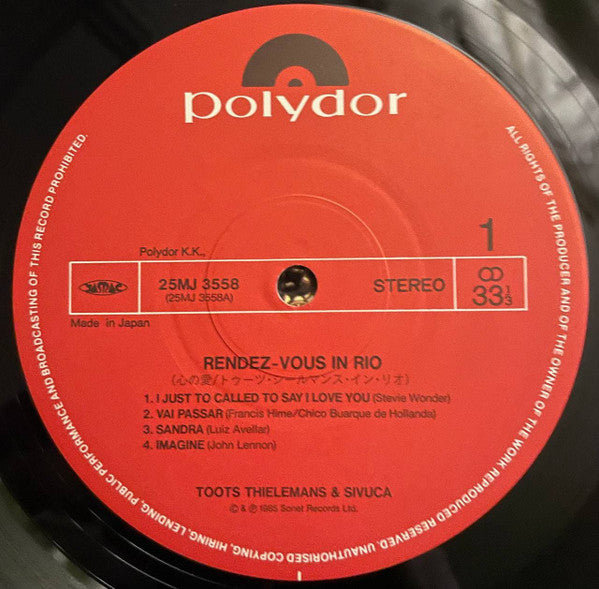 polydor
Polydor K.K.,
JASRAC
25MJ 3558
(25MJ 3558A)
STEREO
1
33 1/3
Made in Japan
RENDEZ-VOUS IN RIO
(心の愛/トゥーツ・シールマンス・イン・リオ)
1. I JUST TO CALLED TO SAY I LOVE YOU (Stevie Wonder)
2. VAI PASSAR (Francis Hime/Chico Buarque de Hollanda)
3. SANDRA (Luiz Avellar)
4. IMAGINE (John Lennon)
TOOTS THIELEMANS & SIVUCA
© & ℗ 1985 Sonet Records Ltd.
ALL RIGHTS OF THE PRODUCER AND OF THE OWNER OF THE WORK REPRODUCED RESERVED. UNAUTHORISED COPYING, HIRING, LENDING, PUBLIC PERFORMANCE AND BROADCASTING OF THIS RECORD PROHIBITED.